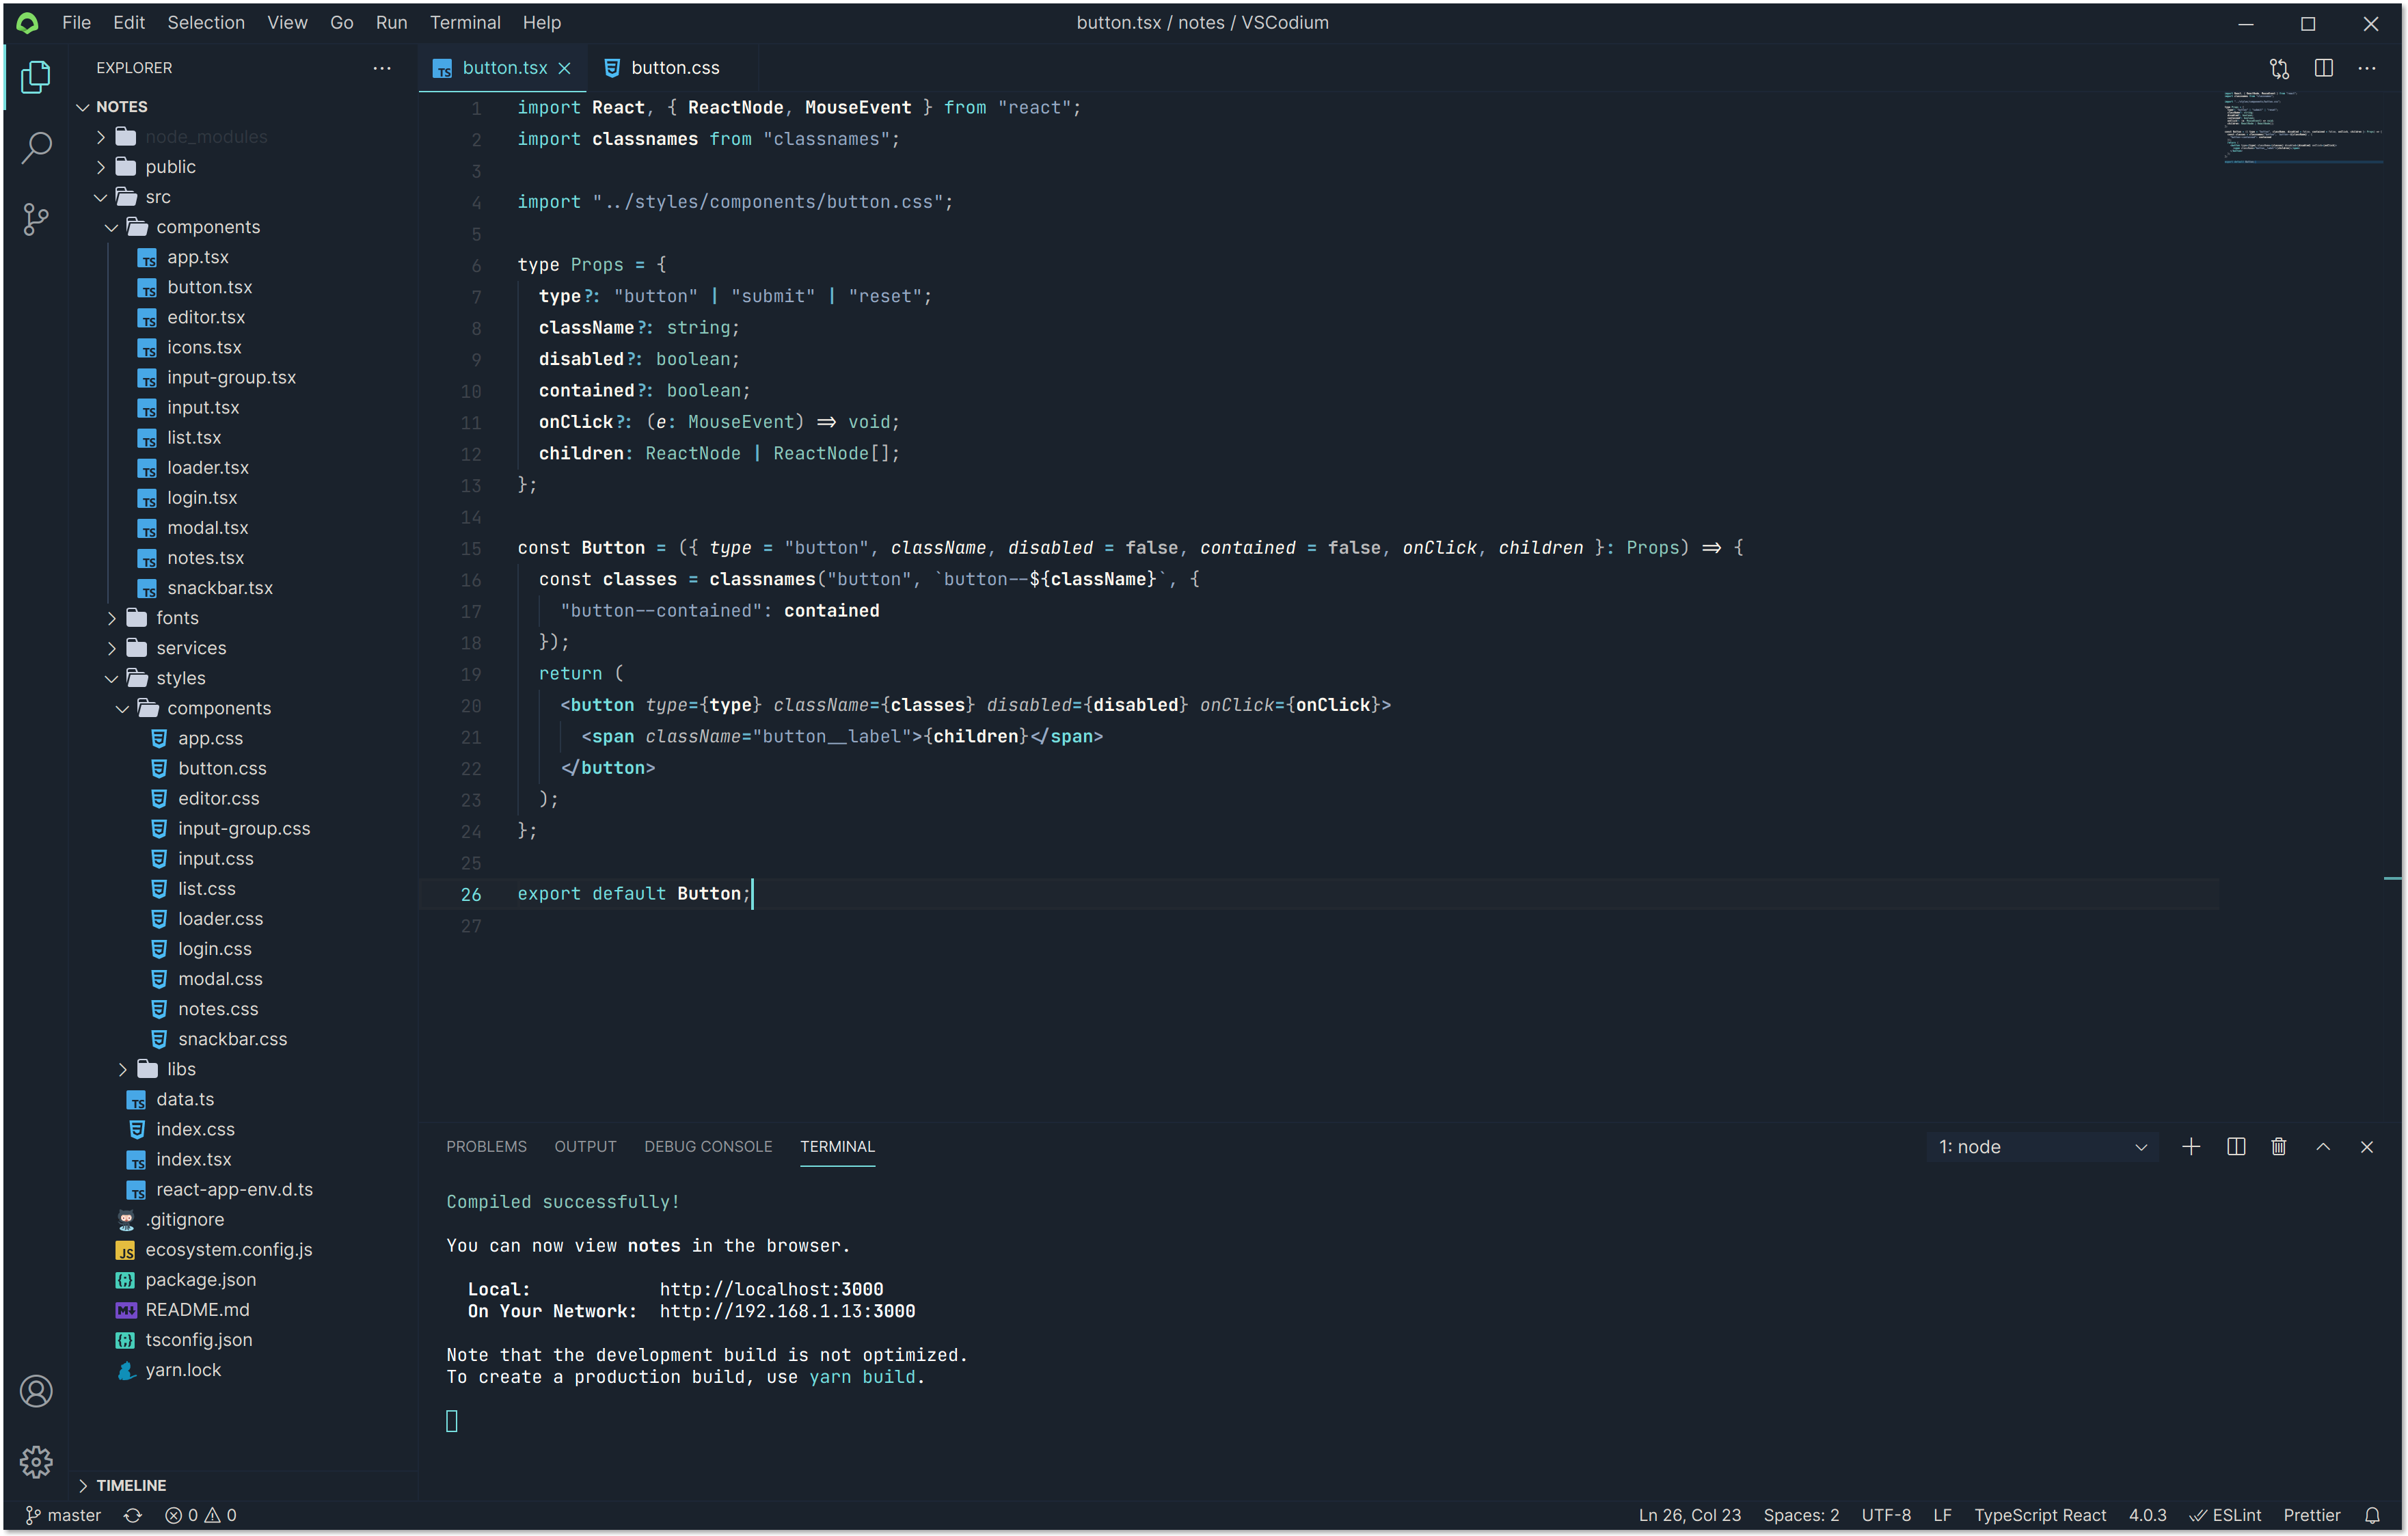 File Edit Selection View Go Run Terminal Help
button.tsx / notes / VSCodium
EXPLORER
NOTES
node_modules
public
src
components
app.tsx
button.tsx
editor.tsx
icons.tsx
input-group.tsx
input.tsx
list.tsx
loader.tsx
login.tsx
modal.tsx
notes.tsx
snackbar.tsx
fonts
services
styles
components
app.css
button.css
editor.css
input-group.css
input.css
list.css
loader.css
login.css
modal.css
notes.css
snackbar.css
libs
data.ts
index.css
index.tsx
react-app-env.d.ts
.gitignore
ecosystem.config.js
package.json
README.md
tsconfig.json
yarn.lock
TIMELINE
button.tsx button.css
1 import React, { ReactNode, MouseEvent } from "react";
2 import classnames from "classnames";
3
4 import "../styles/components/button.css";
5
6 type Props = {
7 type?: "button" | "submit" | "reset";
8 className?: string;
9 disabled?: boolean;
10 contained?: boolean;
11 onClick?: (e: MouseEvent) => void;
12 children: ReactNode | ReactNode[];
13 };
14
15 const Button = ({ type = "button", className, disabled = false, contained = false, onClick, children }: Props) => {
16 const classes = classnames("button", `button--${className}`, {
17 "button--contained": contained
18 });
19 return (
20 <button type={type} className={classes} disabled={disabled} onClick={onClick}>
21 <span className="button__label">{children}</span>
22 </button>
23 );
24 };
25
26 export default Button;
27
PROBLEMS OUTPUT DEBUG CONSOLE TERMINAL
1: node
Compiled successfully!
You can now view notes in the browser.
Local: http://localhost:3000
On Your Network: http://192.168.1.13:3000
Note that the development build is not optimized.
To create a production build, use yarn build.
master 0 0
Ln 26, Col 23 Spaces: 2 UTF-8 LF TypeScript React 4.0.3 ESLint Prettier